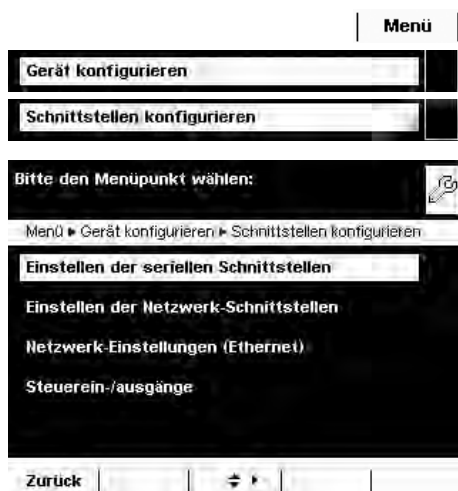 Menü
Gerät konfigurieren
Schnittstellen konfigurieren
Bitte den Menüpunkt wählen:
Menü ▸ Gerät konfigurieren ▸ Schnittstellen konfigurieren
Einstellen der seriellen Schnittstellen
Einstellen der Netzwerk-Schnittstellen
Netzwerk-Einstellungen (Ethernet)
Steuerein-/ausgänge
Zurück